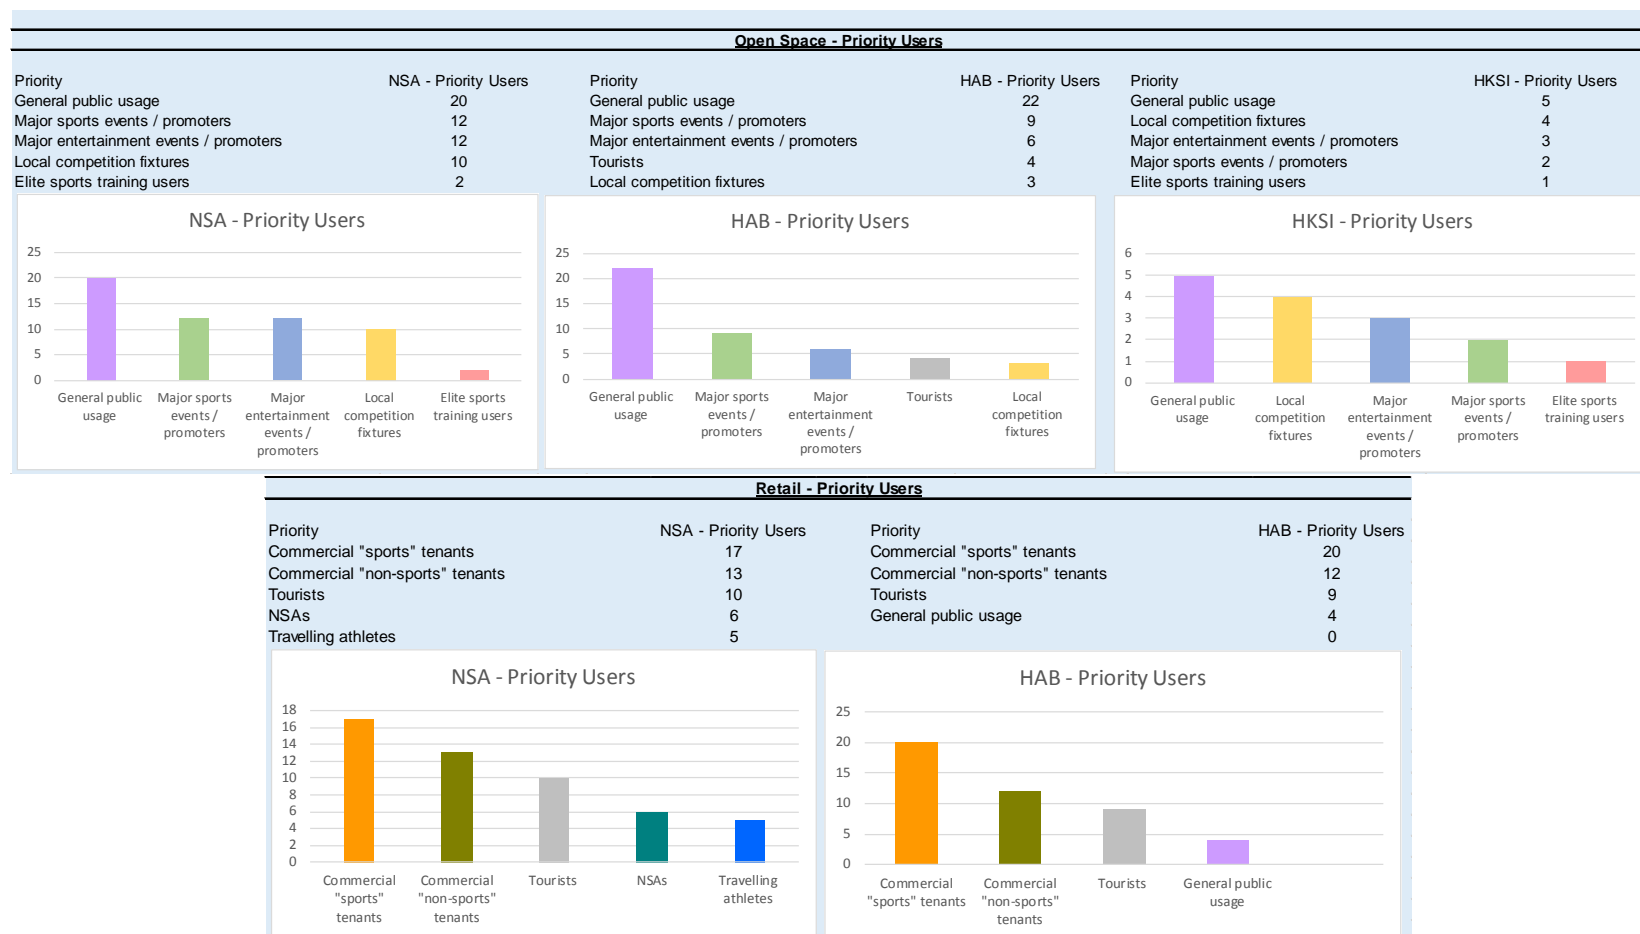 Open Space - Priority Users
Priority NSA - Priority Users Priority HAB - Priority Users Priority HKSI - Priority Users
General public usage 20 General public usage 22 General public usage 5
Major sports events / promoters 12 Major sports events / promoters 9 Local competition fixtures 4
Major entertainment events / promoters 12 Major entertainment events / promoters 6 Major entertainment events / promoters 3
Local competition fixtures 10 Tourists 4 Major sports events / promoters 2
Elite sports training users 2 Local competition fixtures 3 Elite sports training users 1
NSA - Priority Users
25
20
15
10
5
0
General public Major sports Major Local Elite sports
usage events / entertainment competition training users
promoters events / fixtures
promoters
HAB - Priority Users
25
20
15
10
5
0
General public Major sports Major Tourists Local
usage events / entertainment competition
promoters events / fixtures
promoters
HKSI - Priority Users
6
5
4
3
2
1
0
General public Local Major Major sports Elite sports
usage competition entertainment events / training users
fixtures events / promoters
promoters
Retail - Priority Users
Priority NSA - Priority Users Priority HAB - Priority Users
Commercial "sports" tenants 17 Commercial "sports" tenants 20
Commercial "non-sports" tenants 13 Commercial "non-sports" tenants 12
Tourists 10 Tourists 9
NSAs 6 General public usage 4
Travelling athletes 5 0
NSA - Priority Users
18
16
14
12
10
8
6
4
2
0
Commercial Commercial Tourists NSAs Travelling
"sports" "non-sports" athletes
tenants tenants
HAB - Priority Users
25
20
15
10
5
0
Commercial Commercial Tourists General public
"sports" tenants "non-sports" usage
tenants